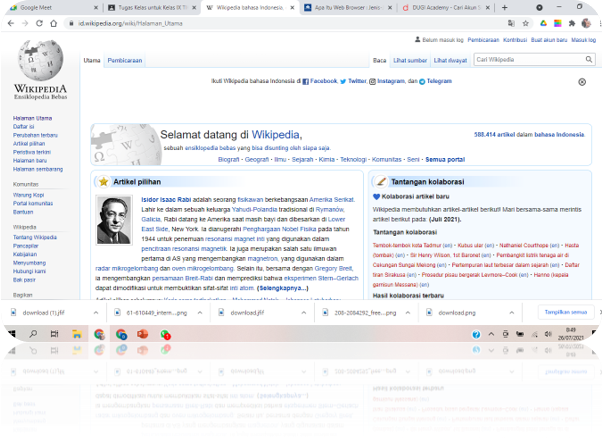 Google Meet
Tugas Kelas untuk Kelas IX T
Wikipedia bahasa Indonesia,
Apa Itu Web Browser : Jenis
DUGI Academy - Cari Akun S
id.wikipedia.org/wiki/Halaman_Utama
Belum masuk log Pembicaraan Kontribusi Buat akun baru Masuk log
Utama Pembicaraan
Baca Lihat sumber Lihat riwayat
Cari Wikipedia
WIKIPEDIA
Ensiklopedia Bebas
Ikuti Wikipedia bahasa Indonesia di Facebook, Twitter, Instagram, dan Telegram
Halaman Utama
Daftar isi
Perubahan terbaru
Artikel pilihan
Peristiwa terkini
Halaman baru
Halaman sembarang
Komunitas
Warung Kopi
Portal komunitas
Bantuan
Wikipedia
Tentang Wikipedia
Pancapilar
Kebijakan
Menyumbang
Hubungi kami
Bak pasir
Bagikan
Selamat datang di Wikipedia,
sebuah ensiklopedia bebas yang bisa disunting oleh siapa saja.
588.414 artikel dalam bahasa Indonesia.
Biografi · Geografi · Ilmu · Sejarah · Kimia · Teknologi · Komunitas · Seni · Semua portal
Artikel pilihan
Isidor Isaac Rabi adalah seorang fisikawan berkebangsaan Amerika Serikat.
Lahir ke dalam sebuah keluarga Yahudi-Polandia tradisional di Rymanów,
Galicia, Rabi datang ke Amerika saat masih bayi dan dibesarkan di Lower
East Side, New York. Ia dianugerahi Penghargaan Nobel Fisika pada tahun
1944 untuk penemuan resonansi magnet inti yang digunakan dalam
pencitraan resonansi magnetik. Ia juga merupakan salah satu ilmuwan
pertama di AS yang mengembangkan magnetron, yang digunakan dalam
radar mikrogelombang dan oven mikrogelombang. Selain itu, bersama dengan Gregory Breit,
ia mengembangkan persamaan Breit-Rabi dan memprediksi bahwa eksperimen Stern–Gerlach
dapat dimodifikasi untuk membuktikan sifat-sifat inti atom. (Selengkapnya...)
Tantangan kolaborasi
Kolaborasi artikel baru
Wikipedia membutuhkan artikel-artikel berikut! Mari bersama-sama merintis
artikel berikut pada: (Juli 2021).
Tantangan kolaborasi
Tembok-tembok kota Tadmur (en) · Kubus ular (en) · Nathaniel Courthope (en) · Hasta
(tombak) (en) · Sir Henry Wilson, 1st Baronet (en) · Pembangkit listrik tenaga air di
Cekungan Sungai Mekong (en) · Pertempuran laut terbesar dalam sejarah (en) · Daftar
tiran Sirakusa (en) · Prosedur pisau bergerak Laymore-Cook (en) · Hanno (kepala
garnisun Messana) (en)
Hasil kolaborasi terbaru
download (1).jfif
61-610449_intern....png
download.jfif
200-2084292_free....png
download.png
Tampilkan semua
8:49
26/07/2021